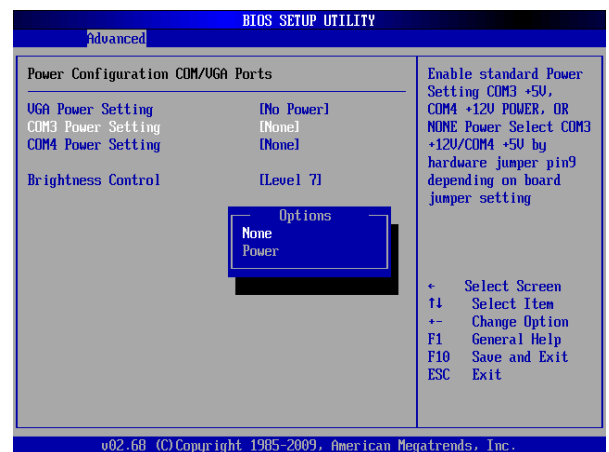 BIOS SETUP UTILITY
Advanced
Power Configuration COM/VGA Ports
VGA Power Setting [No Power]
COM3 Power Setting [None]
COM4 Power Setting [None]
Brightness Control [Level 7]
Options
None
Power
Enable standard Power
Setting COM3 +5V,
COM4 +12V POWER, OR
NONE Power Select COM3
+12V/COM4 +5V by
hardware jumper pin9
depending on board
jumper setting
← Select Screen
↑↓ Select Item
+- Change Option
F1 General Help
F10 Save and Exit
ESC Exit
v02.68 (C)Copyright 1985-2009, American Megatrends, Inc.